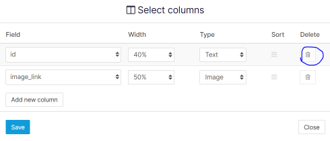 Select columns
Field Width Type Sort Delete
id 40% Text
image_link 50% Image
Add new column
Save Close